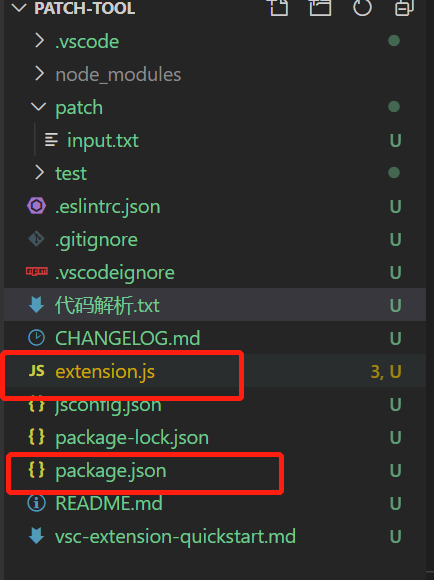 PATCH-TOOL
.vscode
node_modules
patch
input.txt U
test
.eslintrc.json U
.gitignore U
.vscodeignore U
代码解析.txt U
CHANGELOG.md U
JS extension.js 3, U
{} jsconfig.json U
{} package-lock.json U
{} package.json U
README.md U
vsc-extension-quickstart.md U